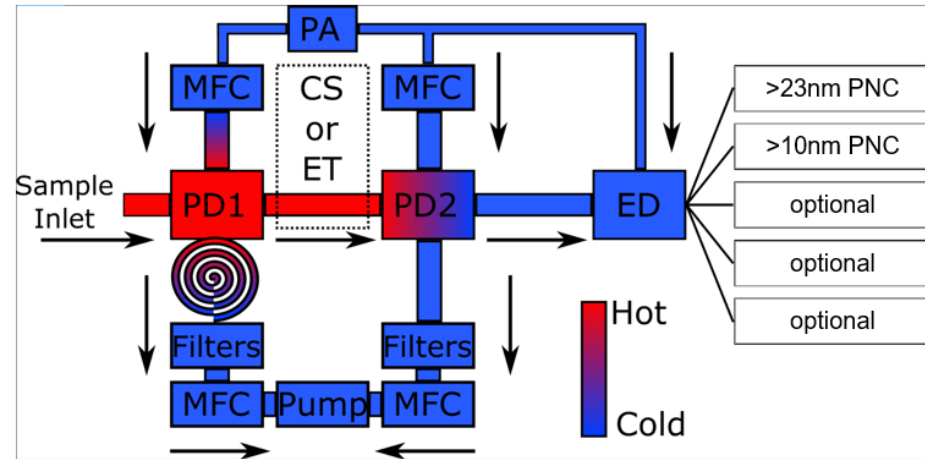 PA
MFC
CS
or
ET
MFC
>23nm PNC
>10nm PNC
Sample
Inlet
PD1
PD2
ED
optional
optional
optional
Filters
Filters
Hot
Cold
MFC
Pump
MFC